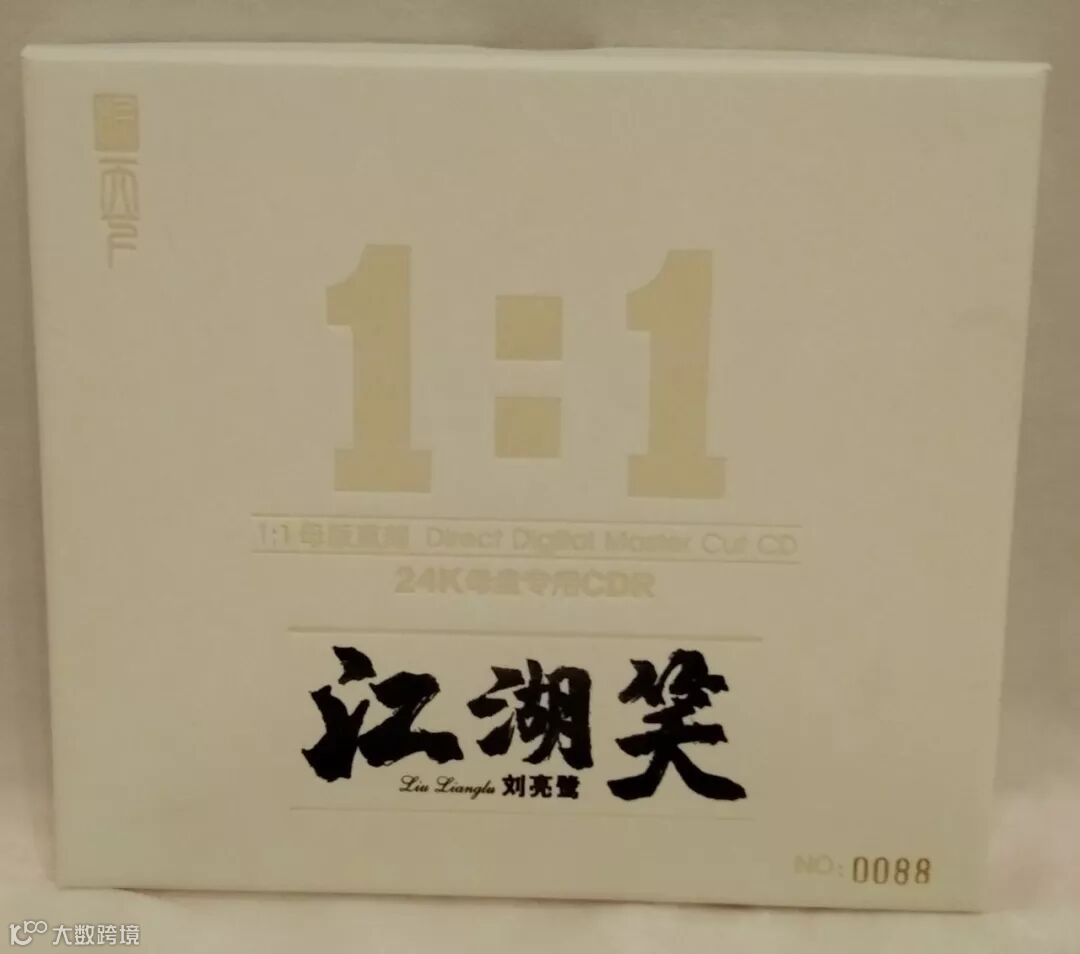 1:1
1:1母版直刻 Direct Digital Master Cut CD
24K母盘专用CDR
江湖笑
Liu Lianglu 刘亮鹭
NO: 0088
大数跨境